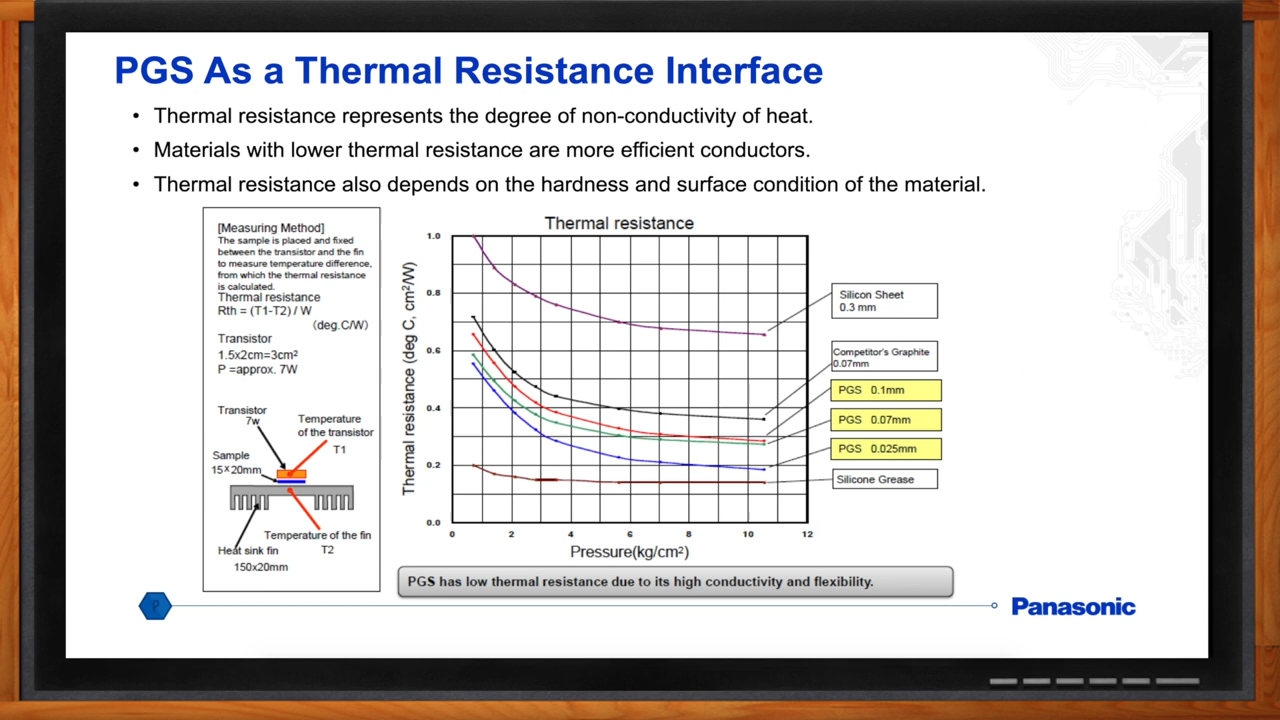 PGS As a Thermal Resistance Interface
• Thermal resistance represents the degree of non-conductivity of heat.
• Materials with lower thermal resistance are more efficient conductors.
• Thermal resistance also depends on the hardness and surface condition of the material.
[Measuring Method]
The sample is placed and fixed
between the transistor and the fin
to measure temperature difference,
from which the thermal resistance
is calculated.
Thermal resistance
Rth = (T1-T2) / W
(deg.C/W)
Transistor
1.5x2cm=3cm²
P =approx. 7W
Transistor
7w
Temperature
of the transistor
T1
Sample
15×20mm
Temperature of the fin
T2
Heat sink fin
150x20mm
Thermal resistance
Thermal resistance (deg C, cm²/W)
1.0
0.8
0.6
0.4
0.2
0.0
0 2 4 6 8 10 12
Pressure(kg/cm²)
Silicon Sheet
0.3 mm
Competitor's Graphite
0.07mm
PGS 0.1mm
PGS 0.07mm
PGS 0.025mm
Silicone Grease
PGS has low thermal resistance due to its high conductivity and flexibility.
P
Panasonic